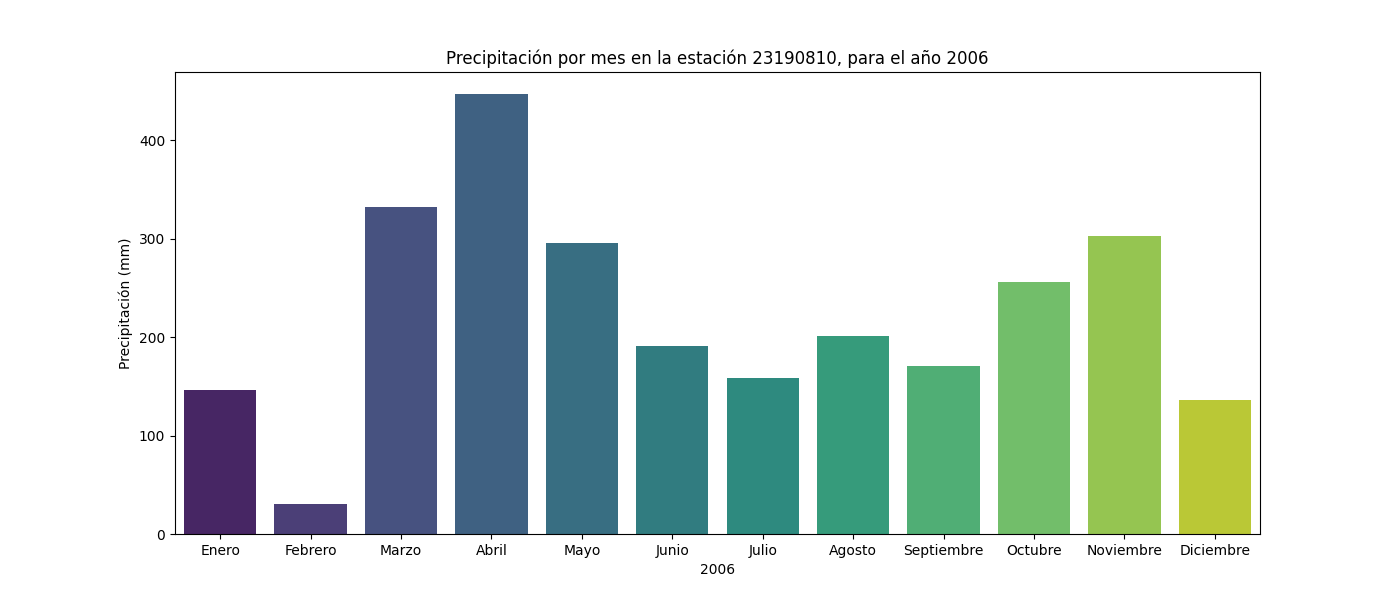 Precipitación por mes en la estación 23190810, para el año 2006
Precipitación (mm)
400
300
200
100
0
Enero Febrero Marzo Abril Mayo Junio Julio Agosto Septiembre Octubre Noviembre Diciembre
2006